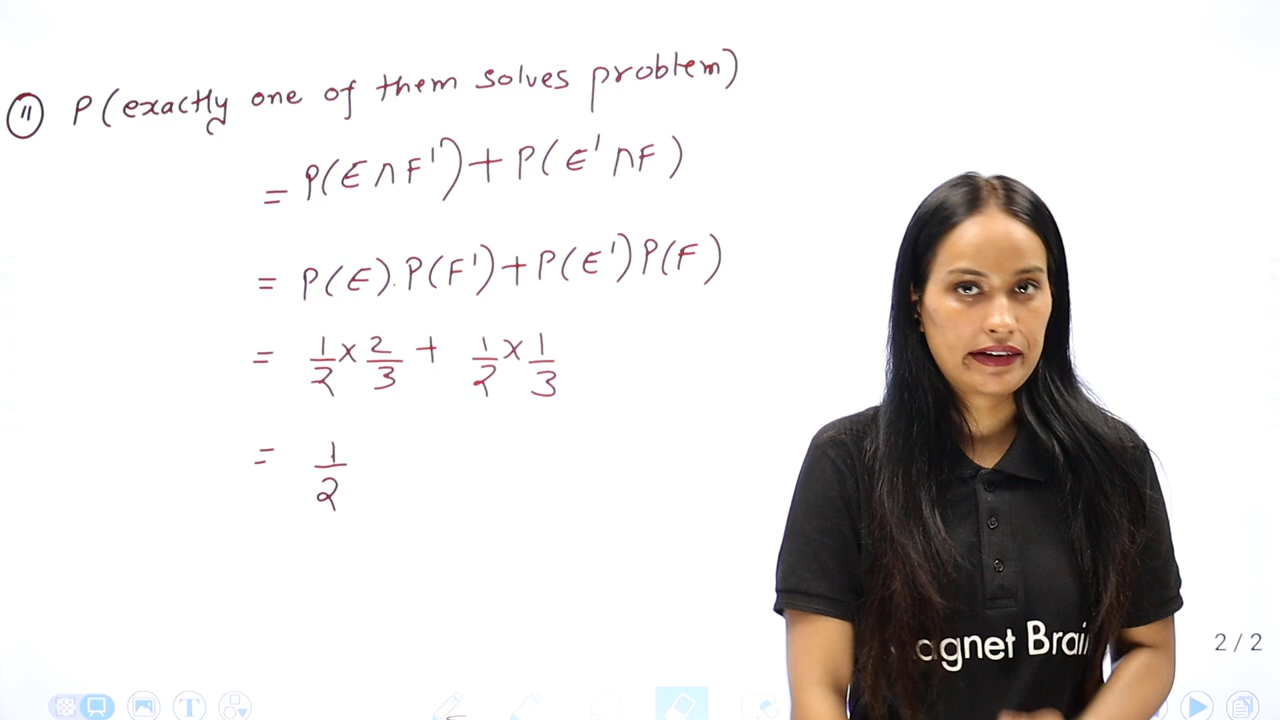 (11) P(exactly one of them solves problem)
= P(E∩F')+P(E'∩F)
= P(E).P(F')+P(E')P(F)
= 1/2 × 2/3 + 1/2 × 1/3
= 1/2
agnet Brai
2 / 2
T